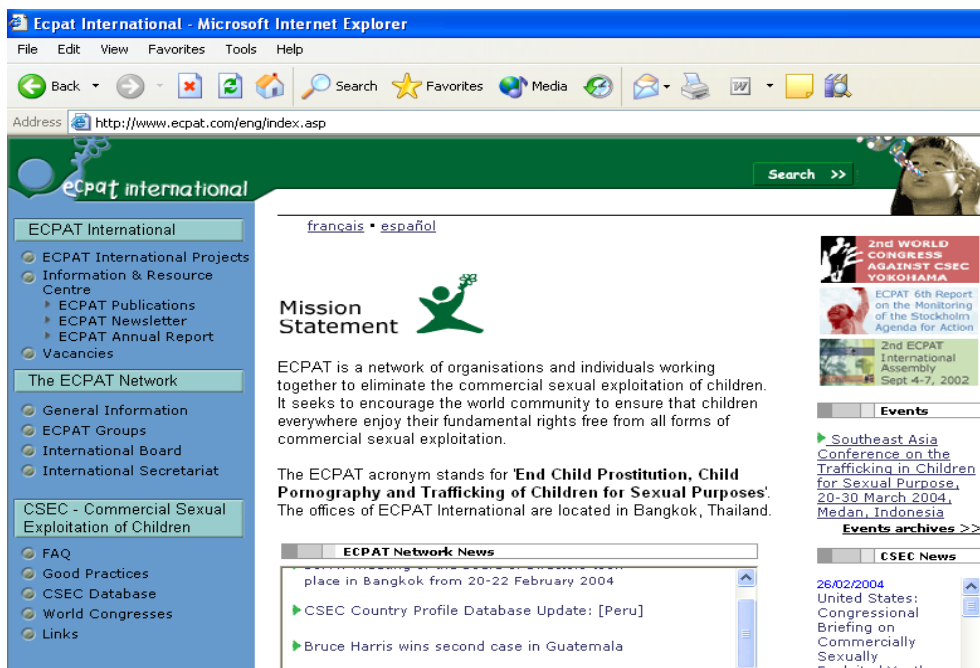 Ecpat International - Microsoft Internet Explorer
File Edit View Favorites Tools Help
Back Search Favorites Media
Address http://www.ecpat.com/eng/index.asp
ecpat international
Search >>
ECPAT International
ECPAT International Projects
Information & Resource
Centre
ECPAT Publications
ECPAT Newsletter
ECPAT Annual Report
Vacancies
The ECPAT Network
General Information
ECPAT Groups
International Board
International Secretariat
CSEC - Commercial Sexual
Exploitation of Children
FAQ
Good Practices
CSEC Database
World Congresses
Links
français ▪ español
Mission
Statement
ECPAT is a network of organisations and individuals working
together to eliminate the commercial sexual exploitation of children.
It seeks to encourage the world community to ensure that children
everywhere enjoy their fundamental rights free from all forms of
commercial sexual exploitation.
The ECPAT acronym stands for 'End Child Prostitution, Child
Pornography and Trafficking of Children for Sexual Purposes'.
The offices of ECPAT International are located in Bangkok, Thailand.
ECPAT Network News
place in Bangkok from 20-22 February 2004
CSEC Country Profile Database Update: [Peru]
Bruce Harris wins second case in Guatemala
2nd WORLD
CONGRESS
AGAINST CSEC
YOKOHAMA
ECPAT 6th Report
on the Monitoring
of the Stockholm
Agenda for Action
2nd ECPAT
International
Assembly
Sept 4-7, 2002
Events
Southeast Asia
Conference on the
Trafficking in Children
for Sexual Purpose,
20-30 March 2004,
Medan, Indonesia
Events archives >>
CSEC News
26/02/2004
United States:
Congressional
Briefing on
Commercially
Sexually